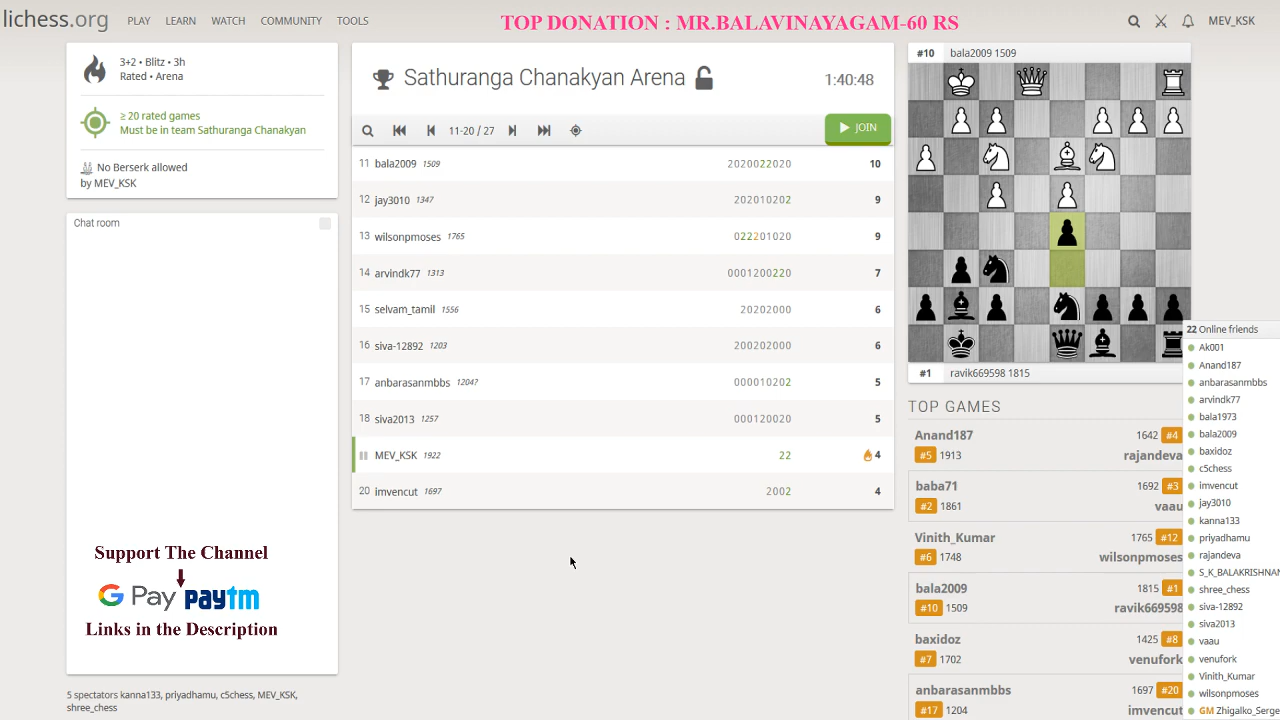 lichess.org PLAY LEARN WATCH COMMUNITY TOOLS
TOP DONATION : MR.BALAVINAYAGAM-60 RS
MEV_KSK
3+2 • Blitz • 3h
Rated • Arena
≥ 20 rated games
Must be in team Sathuranga Chanakyan
No Berserk allowed
by MEV_KSK
Chat room
Support The Channel
G Pay paytm
Links in the Description
5 spectators kanna133, priyadhamu, c5chess, MEV_KSK,
shree_chess
Sathuranga Chanakyan Arena 1:40:48
11-20 / 27 JOIN
11 bala2009 1509 2020022020 10
12 jay3010 1347 202010202 9
13 wilsonpmoses 1765 022201020 9
14 arvindk77 1313 0001200220 7
15 selvam_tamil 1556 20202000 6
16 siva-12892 1203 200202000 6
17 anbarasanmbbs 1204? 000010202 5
18 siva2013 1257 000120020 5
MEV_KSK 1922 22 4
20 imvencut 1697 2002 4
#10 bala2009 1509
#1 ravik669598 1815
TOP GAMES
Anand187 1642 #4
#5 1913 rajandeva
baba71 1692 #3
#2 1861 vaau
Vinith_Kumar 1765 #12
#6 1748 wilsonpmoses
bala2009 1815 #1
#10 1509 ravik669598
baxidoz 1425 #8
#7 1702 venufork
anbarasanmbbs 1697 #20
#17 1204 imvencut
22 Online friends
Ak001
Anand187
anbarasanmbbs
arvindk77
bala1973
bala2009
baxidoz
c5chess
imvencut
jay3010
kanna133
priyadhamu
rajandeva
S_K_BALAKRISHNAN
shree_chess
siva-12892
siva2013
vaau
venufork
Vinith_Kumar
wilsonpmoses
GM Zhigalko_Serge